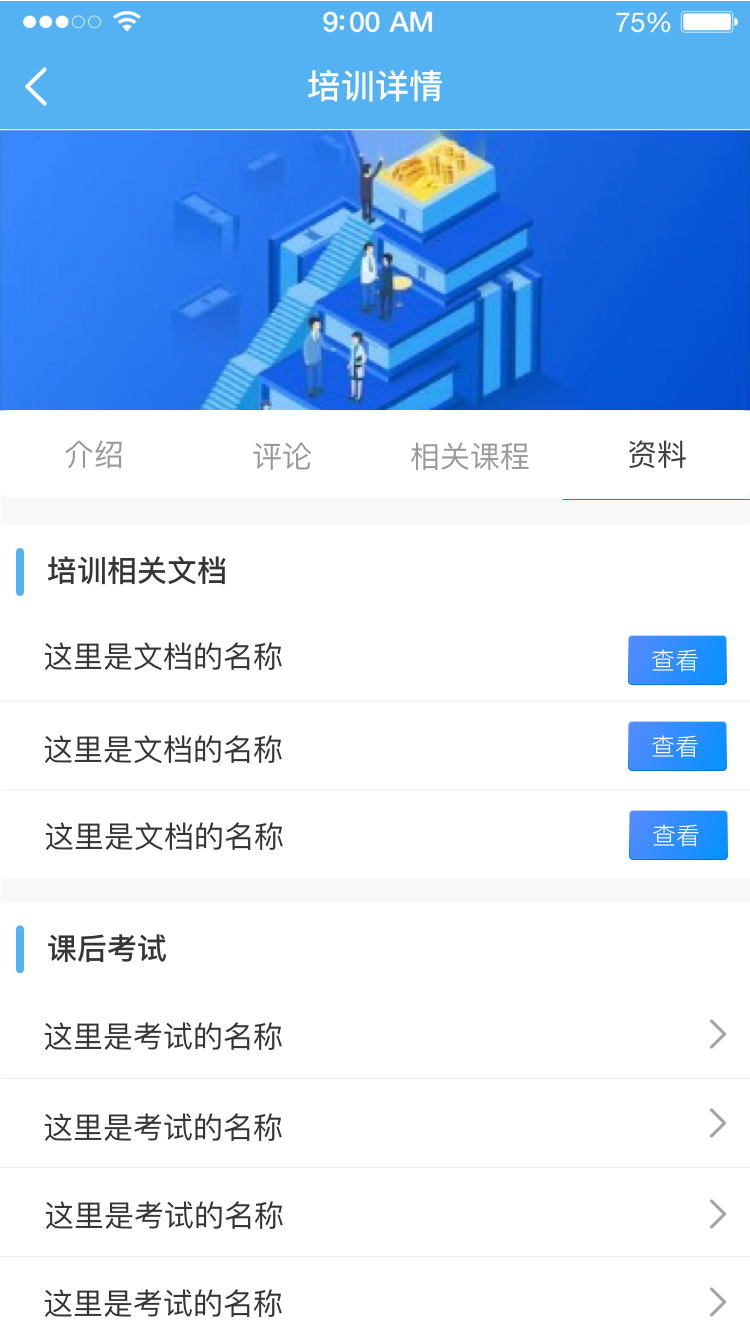 9:00 AM
75%
培训详情
介绍
评论
相关课程
资料
培训相关文档
这里是文档的名称
查看
这里是文档的名称
查看
这里是文档的名称
查看
课后考试
这里是考试的名称
这里是考试的名称
这里是考试的名称
这里是考试的名称